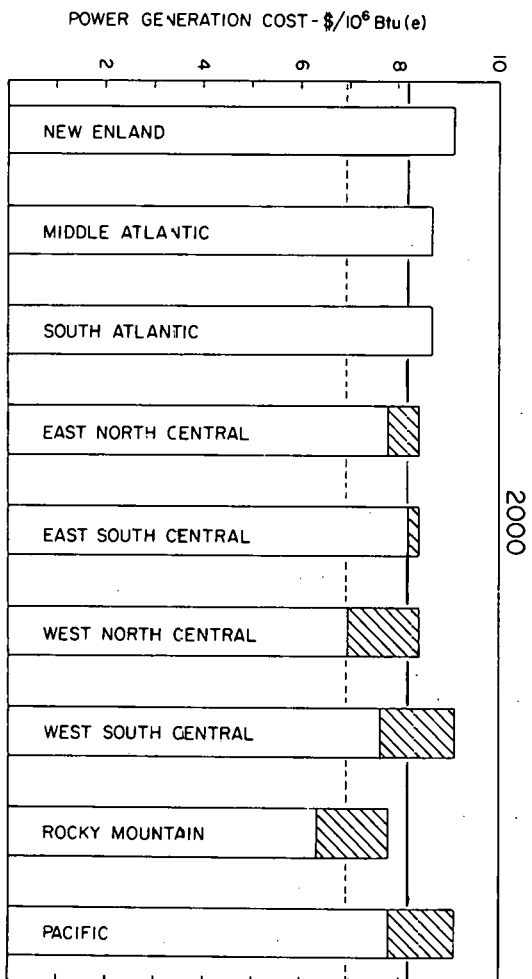 POWER GENERATION COST-$/10⁶ Btu(e)
2
4
6
8
10
NEW ENLAND
MIDDLE ATLANTIC
SOUTH ATLANTIC
EAST NORTH CENTRAL
EAST SOUTH CENTRAL
WEST NORTH CENTRAL
WEST SOUTH CENTRAL
ROCKY MOUNTAIN
PACIFIC
2000